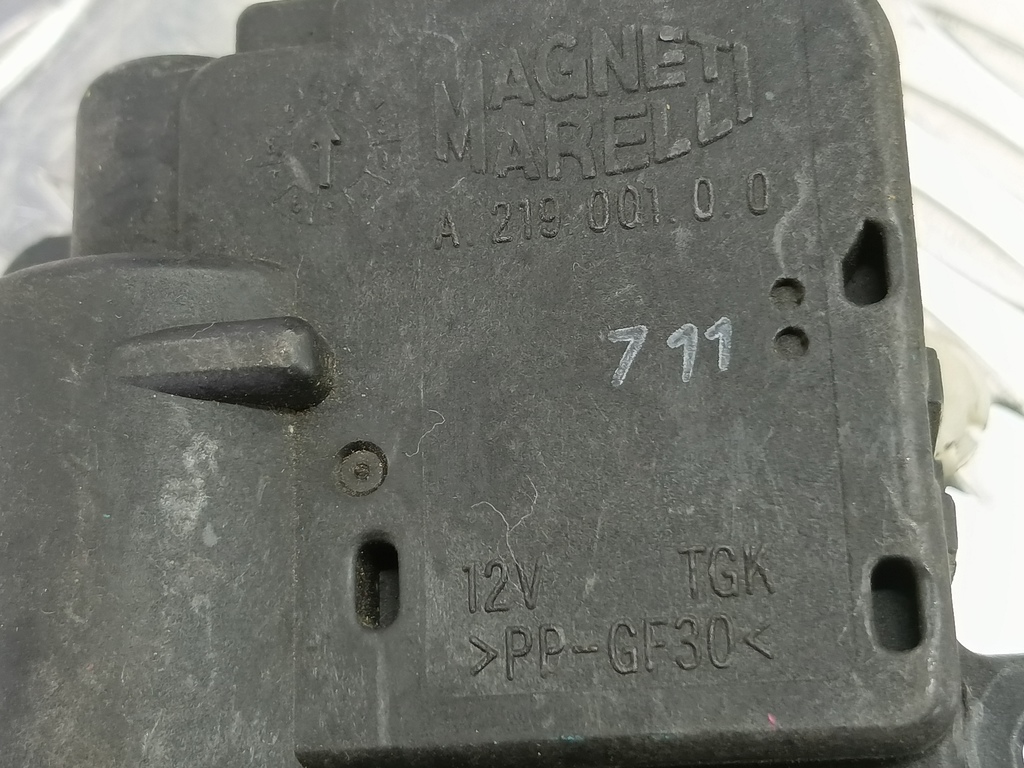 MAGNETI
MARELLI
A. 219.001.0.0
711
12V TGK
>PP-GF30<